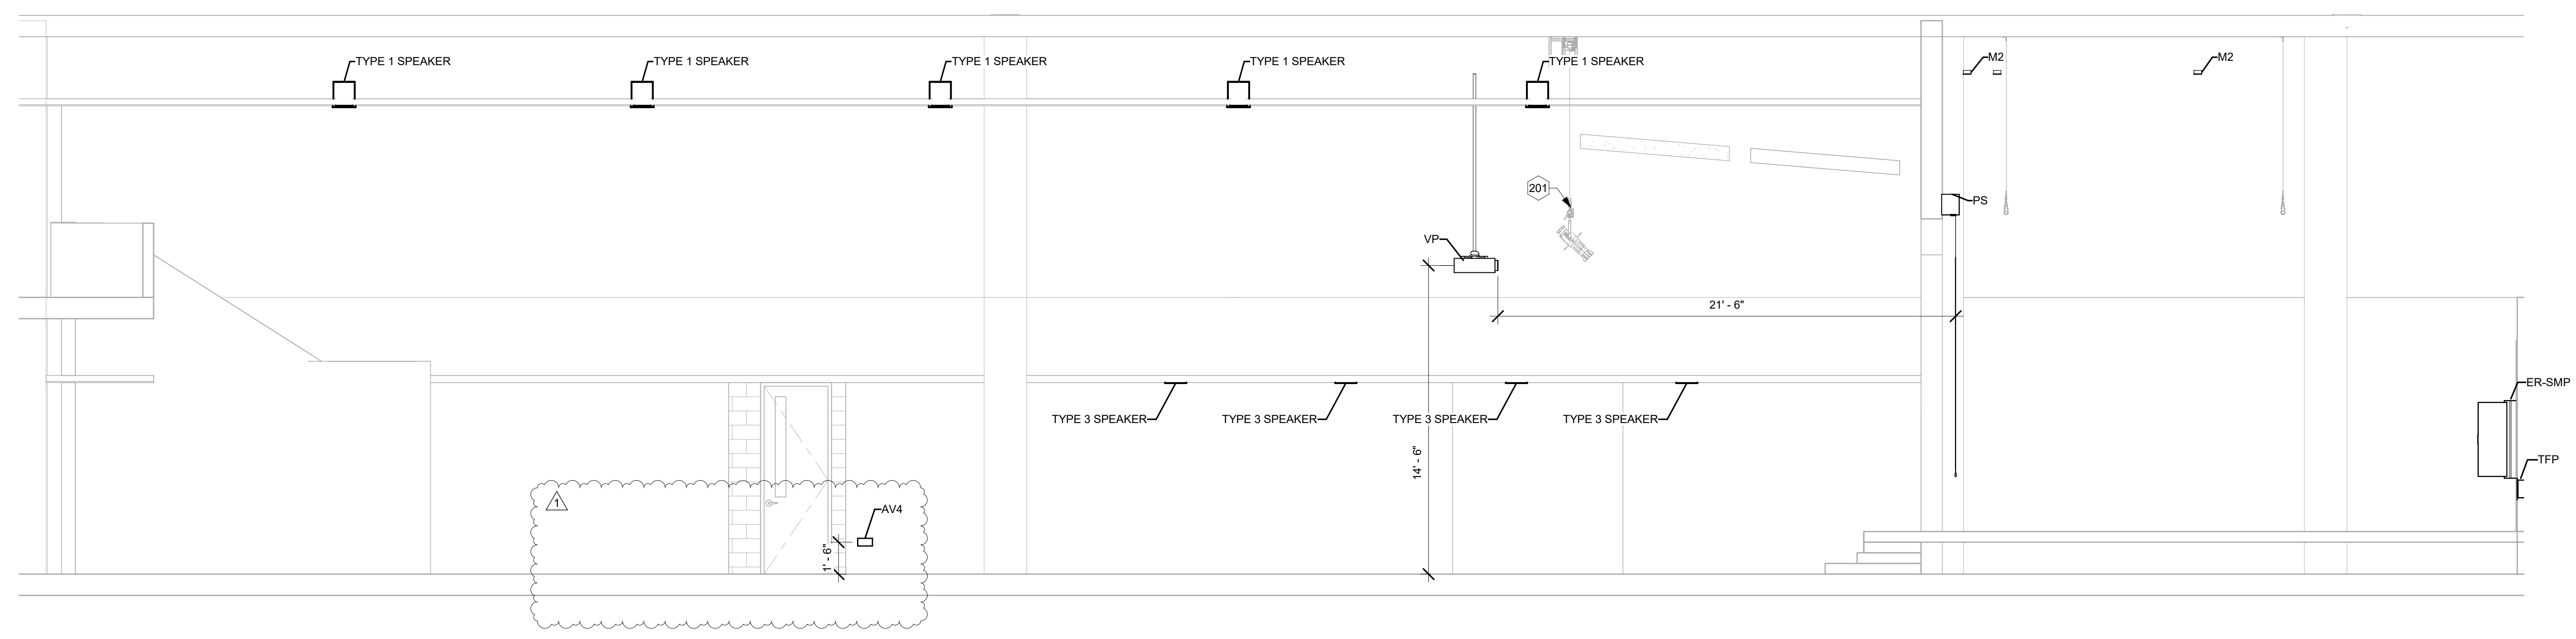 TYPE 1 SPEAKER
TYPE 1 SPEAKER
TYPE 1 SPEAKER
TYPE 1 SPEAKER
TYPE 1 SPEAKER
M2
M2
201
PS
VP
21' - 6"
ER-SMP
TYPE 3 SPEAKER
TYPE 3 SPEAKER
TYPE 3 SPEAKER
TYPE 3 SPEAKER
14' - 6"
TFP
1
AV4
1' - 6"